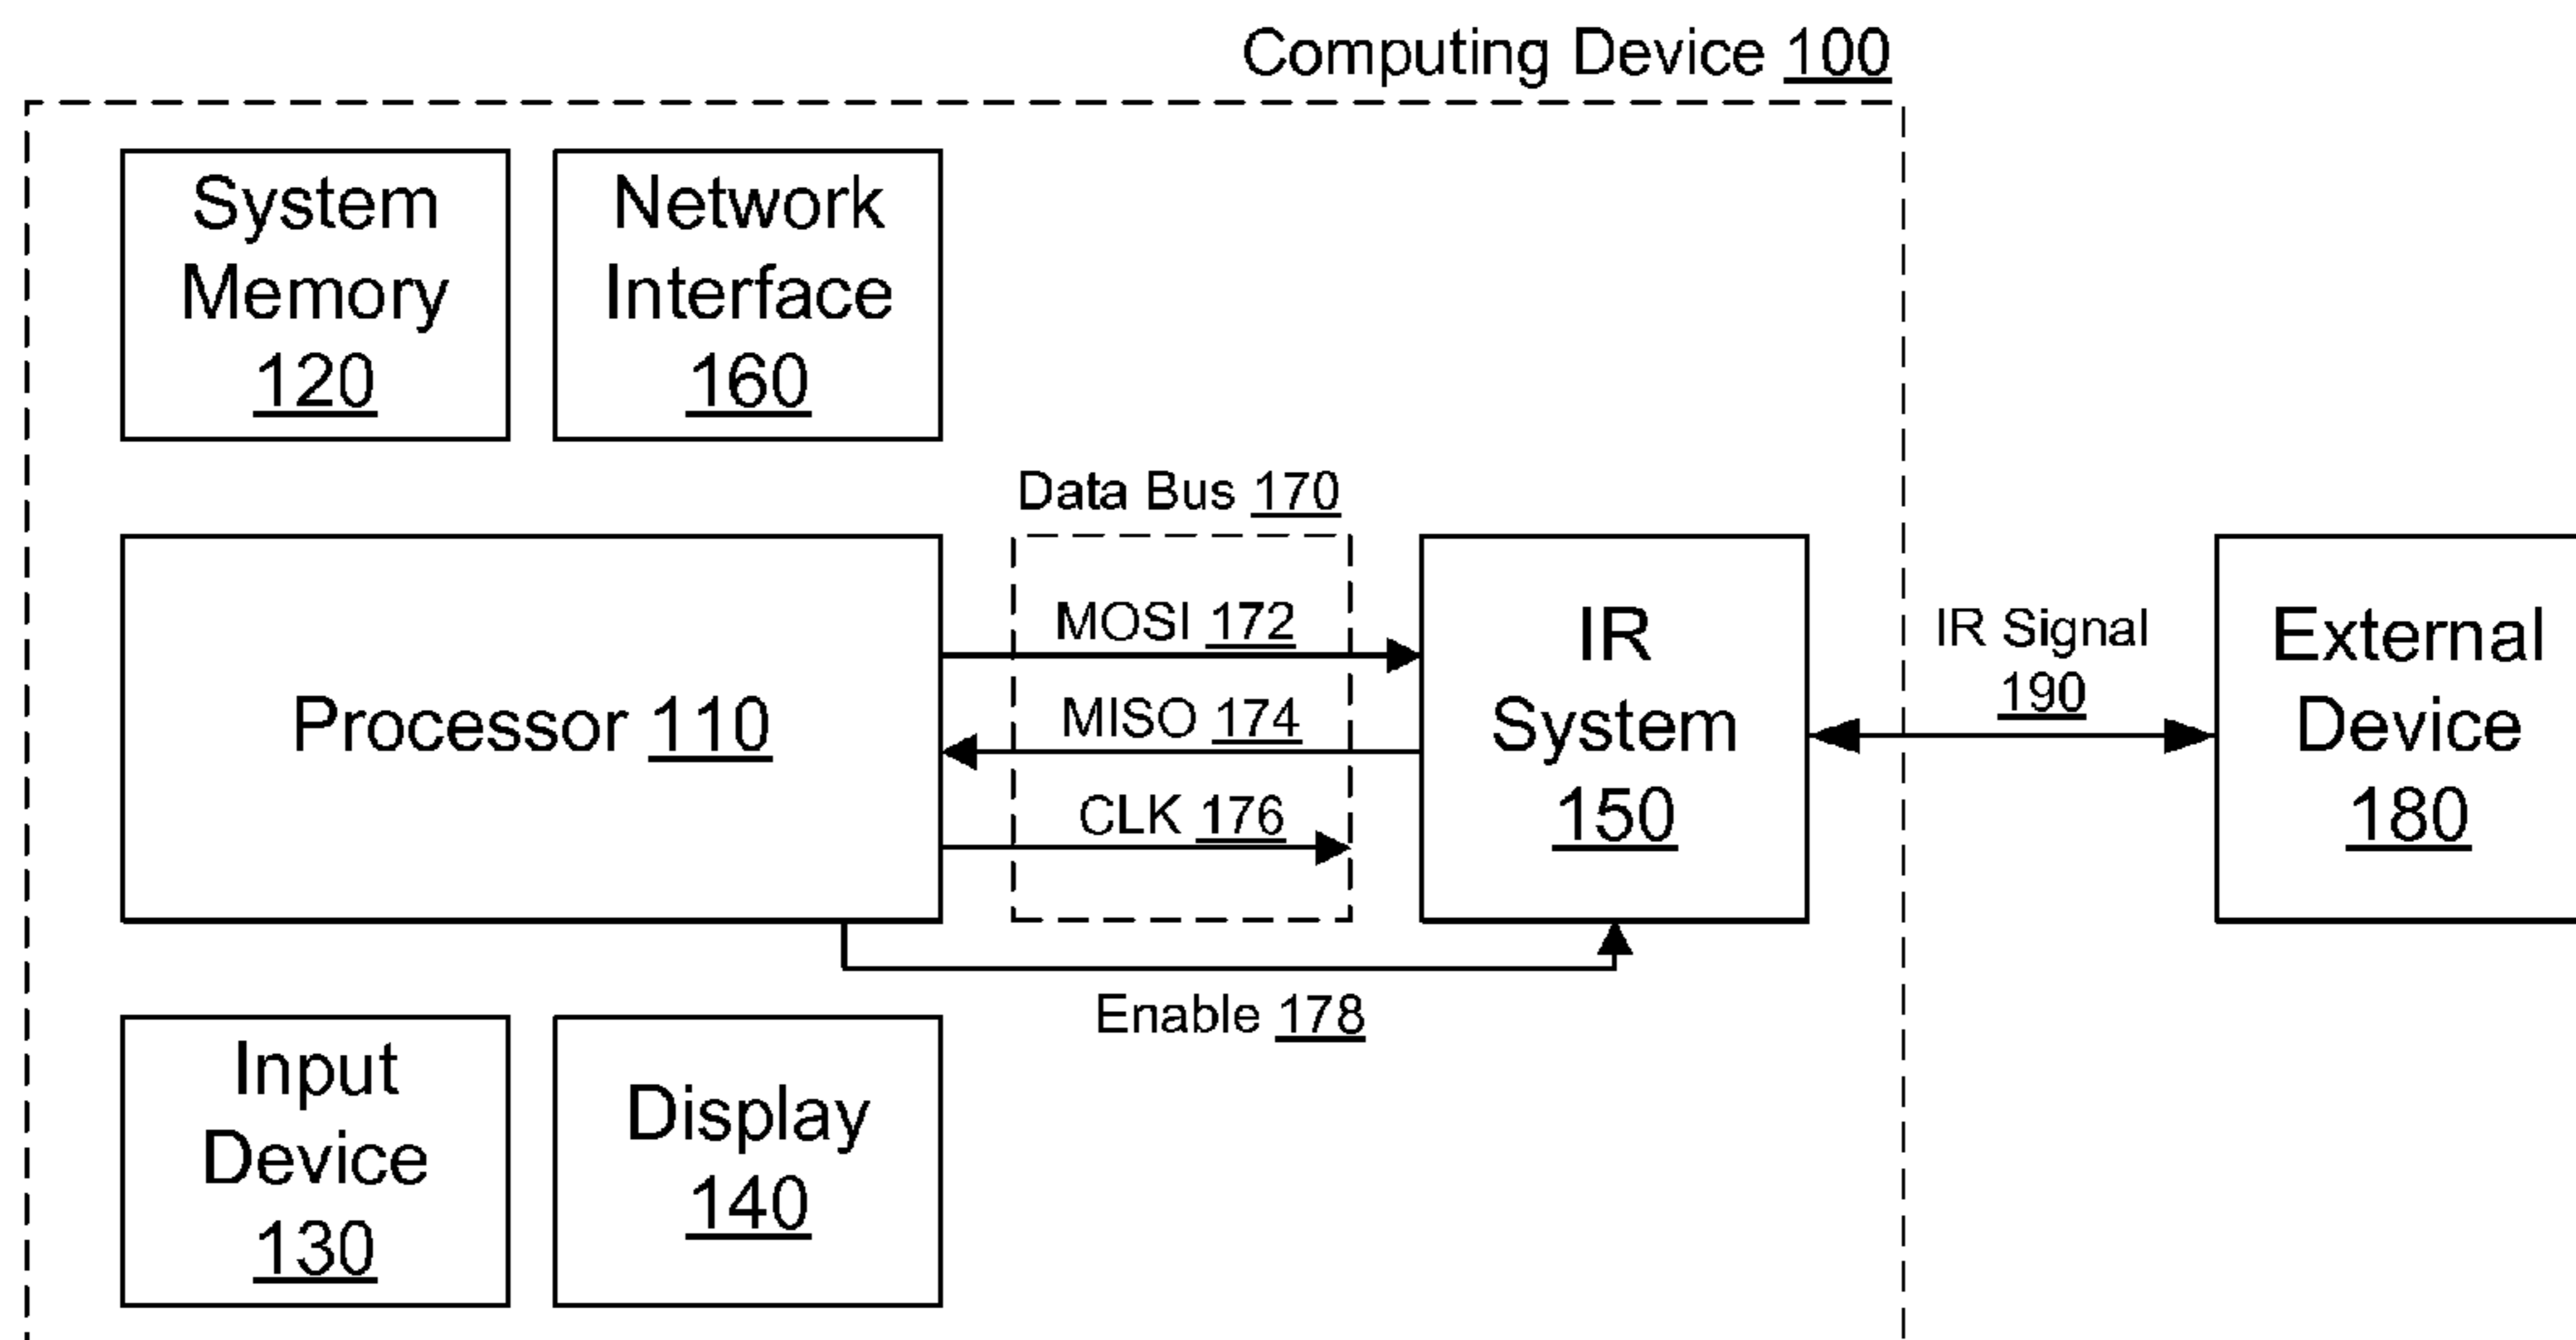 Computing Device 100
System
Memory
120
Network
Interface
160
Data Bus 170
Processor 110
MOSI 172
MISO 174
CLK 176
IR
System
150
IR Signal
190
External
Device
180
Enable 178
Input
Device
130
Display
140